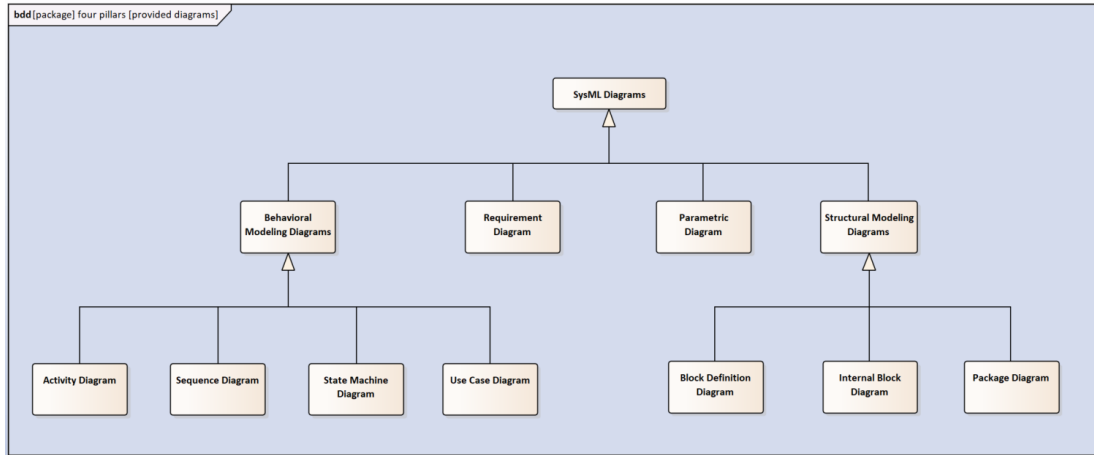 bdd [package] four pillars [provided diagrams]
SysML Diagrams
Behavioral
Modeling Diagrams
Requirement
Diagram
Parametric
Diagram
Structural Modeling
Diagrams
Activity Diagram
Sequence Diagram
State Machine
Diagram
Use Case Diagram
Block Definition
Diagram
Internal Block
Diagram
Package Diagram